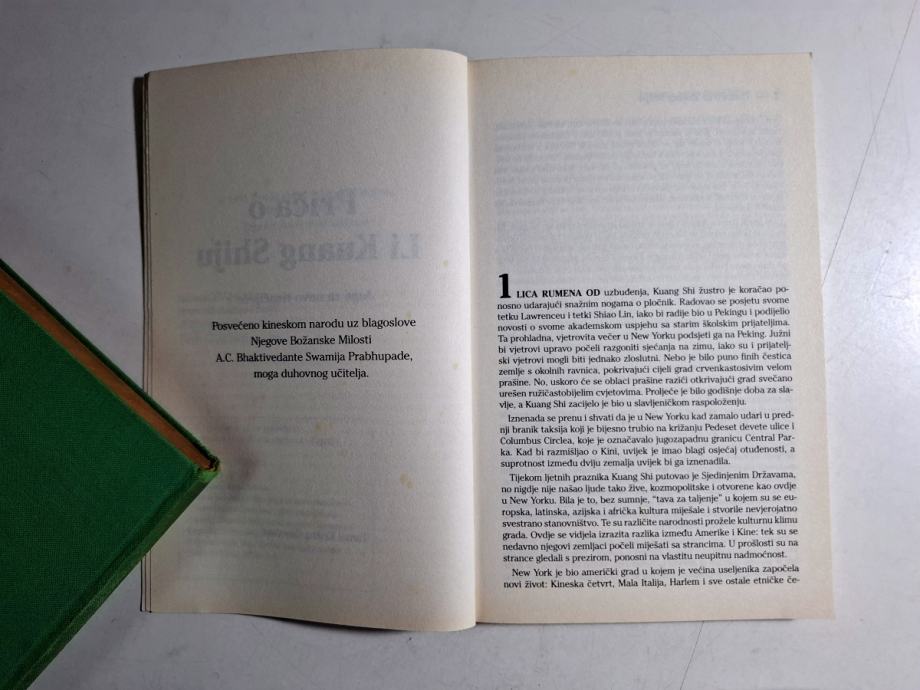 Posvećeno kineskom narodu uz blagoslove
Njegove Božanske Milosti
A.C. Bhaktivedante Swamija Prabhupade,
moga duhovnog učitelja.
1 LICA RUMENA OD uzbuđenja, Kuang Shi žustro je koračao po-
nosno udarajući snažnim nogama o pločnik. Radovao se posjetu svome
tetku Lawrenceu i tetki Shiao Lin, iako bi radije bio u Pekingu i podijelio
novosti o svome akademskom uspjehu sa starim školskim prijateljima.
Ta prohladna, vjetrovita večer u New Yorku podsjeti ga na Peking. Južni
bi vjetrovi upravo počeli razgoniti sjećanja na zimu, iako su i prijatelj-
ski vjetrovi mogli biti jednako zloslutni. Nebo je bilo puno finih čestica
zemlje s okolnih ravnica, pokrivajući cijeli grad crvenkastosivim velom
prašine. No, uskoro će se oblaci prašine razići otkrivajući grad svečano
urešen ružičastobijelim cvjetovima. Proljeće je bilo godišnje doba za sla-
vlje, a Kuang Shi zacijelo je bio u slavljeničkom raspoloženju.
Iznenada se prenu i shvati da je u New Yorku kad zamalo udari u pred-
nji branik taksija koji je bijesno trubio na križanju Pedeset devete ulice i
Columbus Circlea, koje je označavalo jugozapadnu granicu Central Par-
ka. Kad bi razmišljao o Kini, uvijek je imao blagi osjećaj otuđenosti, a
suprotnost između dviju zemalja uvijek bi ga iznenadila.
Tijekom ljetnih praznika Kuang Shi putovao je Sjedinjenim Državama,
no nigdje nije našao ljude tako žive, kozmopolitske i otvorene kao ovdje
u New Yorku. Bila je to, bez sumnje, “tava za taljenje” u kojem su se eu-
ropska, latinska, azijska i afrička kultura miješale i stvorile nevjerojatno
svestrano stanovništvo. Te su različite narodnosti prožele kulturnu klimu
grada. Ovdje se vidjela izrazita razlika između Amerike i Kine: tek su se
nedavno njegovi zemljaci počeli miješati sa strancima. U prošlosti su na
strance gledali s prezirom, ponosni na vlastitu neupitnu nadmoćnost.
New York je bio američki grad u kojem je većina useljenika započela
novi život: Kineska četvrt, Mala Italija, Harlem i sve ostale etničke če-